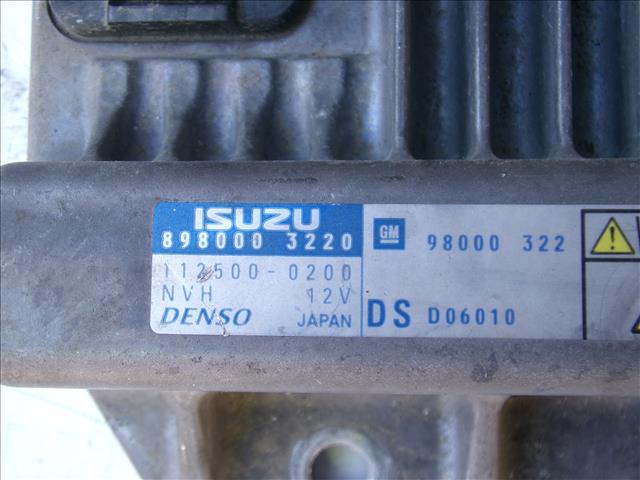 ISUZU
898000 3220
112500-0200
NVH 12V
DENSO JAPAN
GM 98000 322
DS D06010